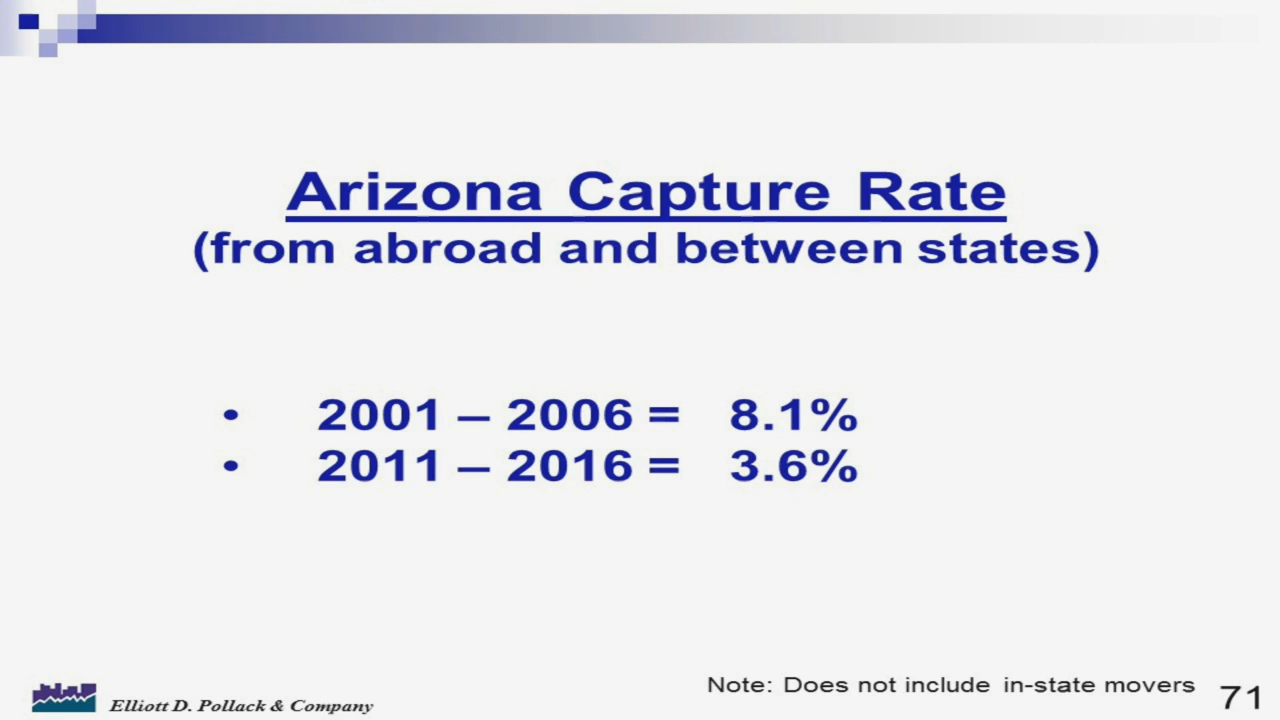 Arizona Capture Rate
(from abroad and between states)
• 2001 – 2006 = 8.1%
• 2011 – 2016 = 3.6%
Note: Does not include in-state movers
71
Elliott D. Pollack & Company